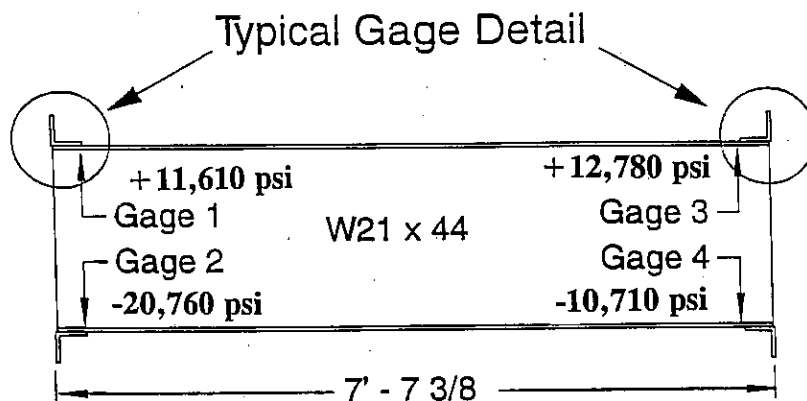 Typical Gage Detail
+11,610 psi
+12,780 psi
Gage 1
Gage 3
W21 x 44
Gage 2
Gage 4
-20,760 psi
-10,710 psi
7' - 7 3/8